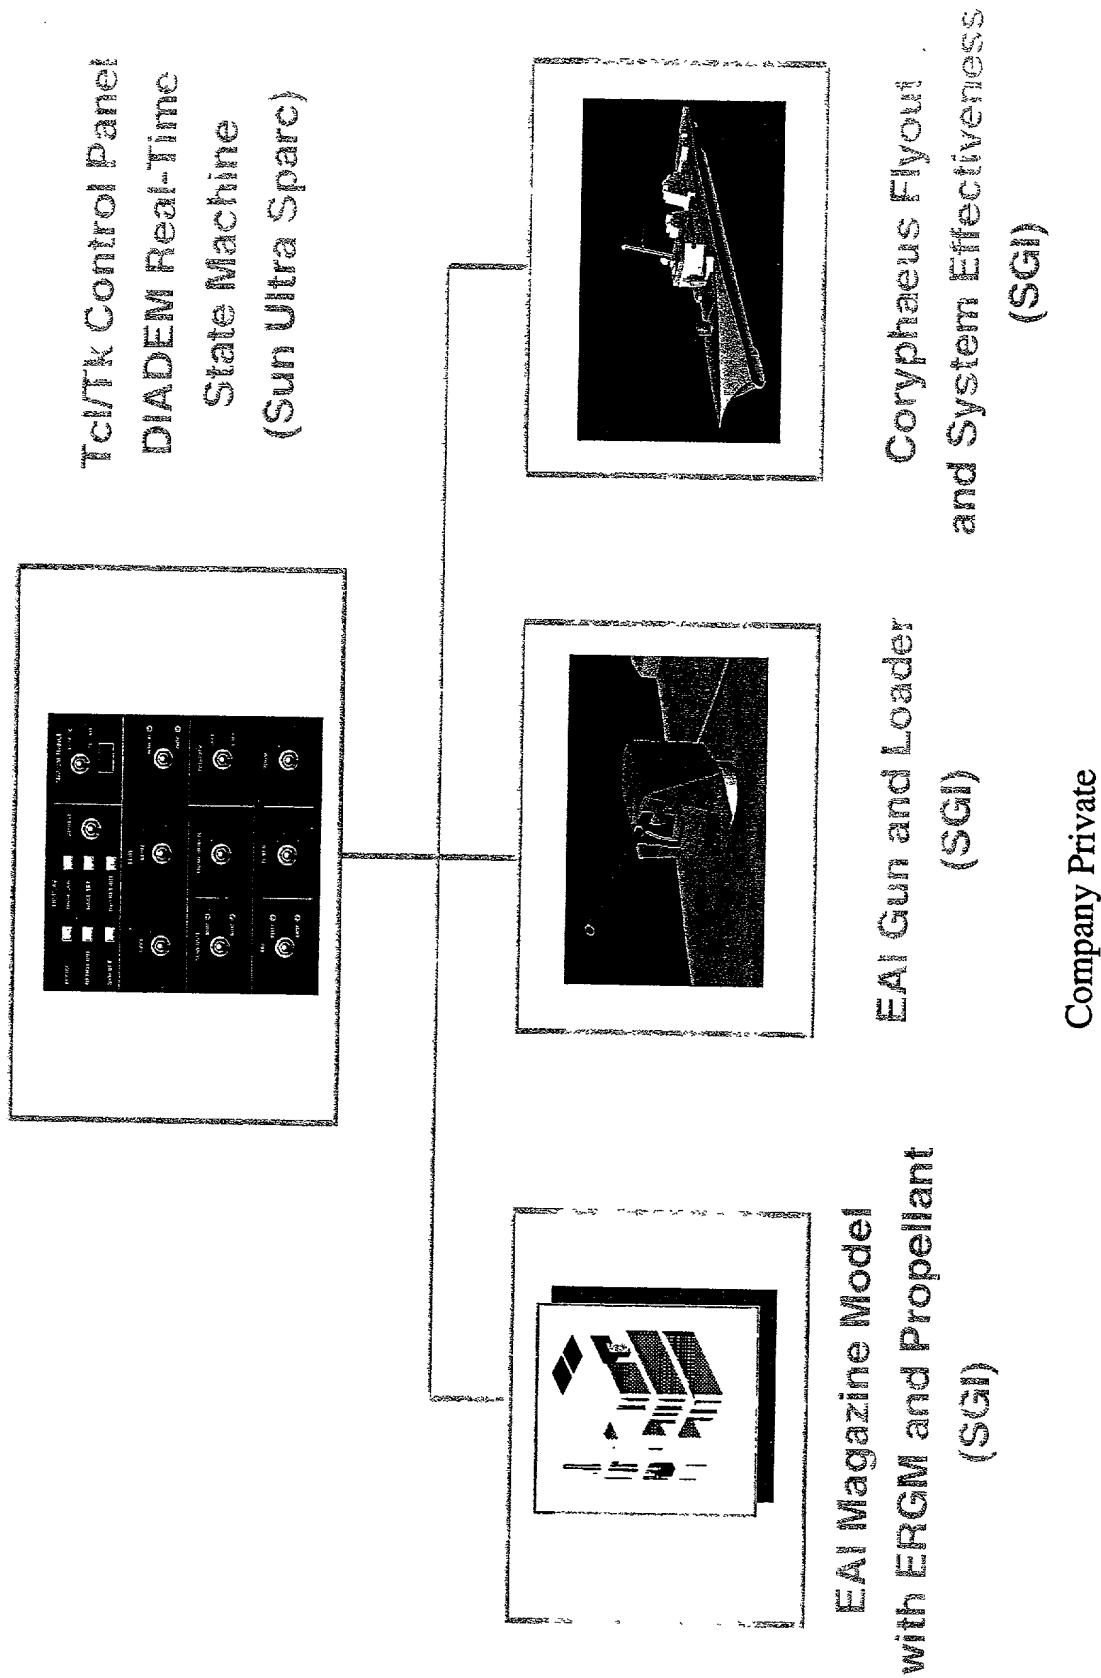 Tcl/Tk Control Panel
DIADEM Real-Time
State Machine
(Sun Ultra Sparc)
EAI Magazine Model
with ERGM and Propellant
(SGI)
EAI Gun and Loader
(SGI)
Coryphaeus Flyout
and System Effectiveness
(SGI)
Company Private